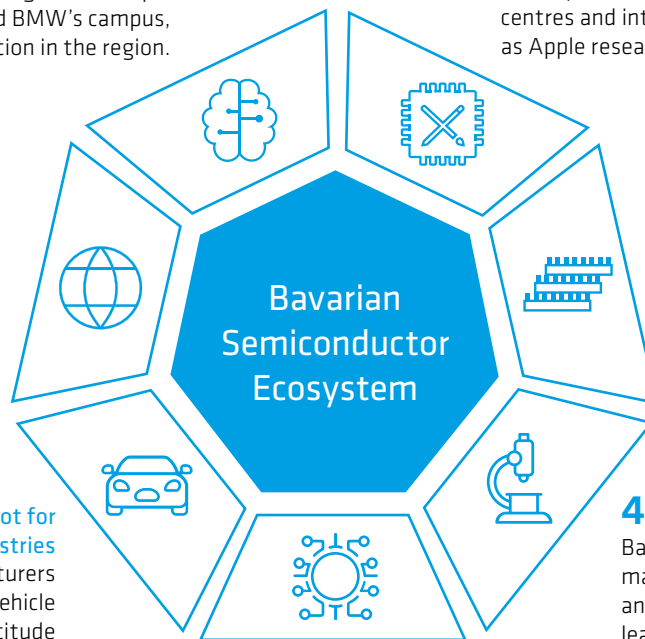 d BMW's campus,
tion in the region.
centres and int
as Apple resea
Bavarian
Semiconductor
Ecosystem
ot for
stries
turers
ehicle
titude
4
Ba
ma
an
lea